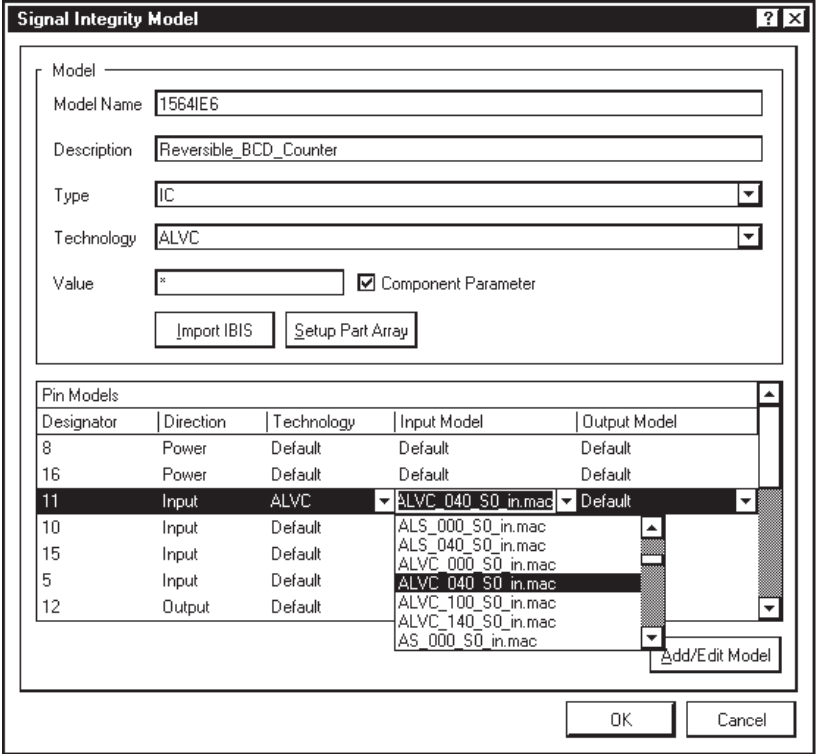 Signal Integrity Model
Model
Model Name 1564IE6
Description Reversible_BCD_Counter
Type IC
Technology ALVC
Value * Component Parameter
Import IBIS Setup Part Array
Pin Models
Designator Direction Technology Input Model Output Model
8 Power Default Default Default
16 Power Default Default Default
11 Input ALVC ALVC_040_S0_in.mac Default
10 Input Default
15 Input Default
5 Input Default
12 Output Default
ALS_000_S0_in.mac
ALS_040_S0_in.mac
ALVC_000_S0_in.mac
ALVC_040_S0_in.mac
ALVC_100_S0_in.mac
ALVC_140_S0_in.mac
AS_000_S0_in.mac
Add/Edit Model
OK Cancel